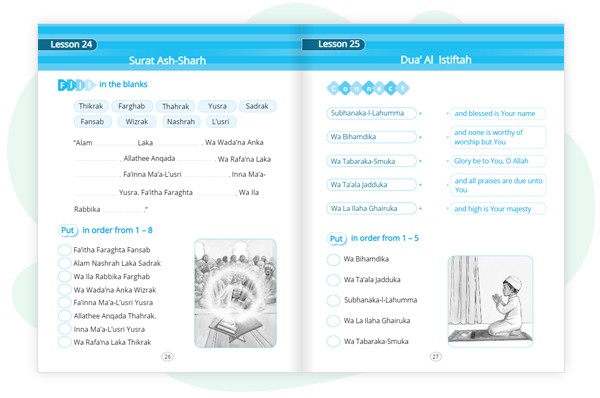 Lesson 24
Surat Ash-Sharh
Fill in the blanks
Thikrak Farghab Thahrak Yusra Sadrak
Fansab Wizrak Nashrah L'usri
"Alam Laka . Wa Wada'na Anka
. Allathee Anqada . Wa Rafa'na Laka
. Fa'inna Ma'a-L'usri . Inna Ma'a-
Yusra. Fa'itha Faraghta . Wa Ila
Rabbika ."
Put in order from 1 – 8
Fa'itha Faraghta Fansab
Alam Nashrah Laka Sadrak
Wa Ila Rabbika Farghab
Wa Wada'na Anka Wizrak
Fa'inna Ma'a-L'usri Yusra
Allathee Anqada Thahrak.
Inna Ma'a-L'usri Yusra
Wa Rafa'na Laka Thikrak
26
Lesson 25
Dua' Al Istiftah
Connect
Subhanaka-l-Lahumma
Wa Bihamdika
Wa Tabaraka-Smuka
Wa Ta'ala Jadduka
Wa La Ilaha Ghairuka
and blessed is Your name
and none is worthy of
worship but You
Glory be to You, O Allah
and all praises are due unto
You
and high is Your majesty
Put in order from 1 – 5
Wa Bihamdika
Wa Ta'ala Jadduka
Subhanaka-l-Lahumma
Wa La Ilaha Ghairuka
Wa Tabaraka-Smuka
27